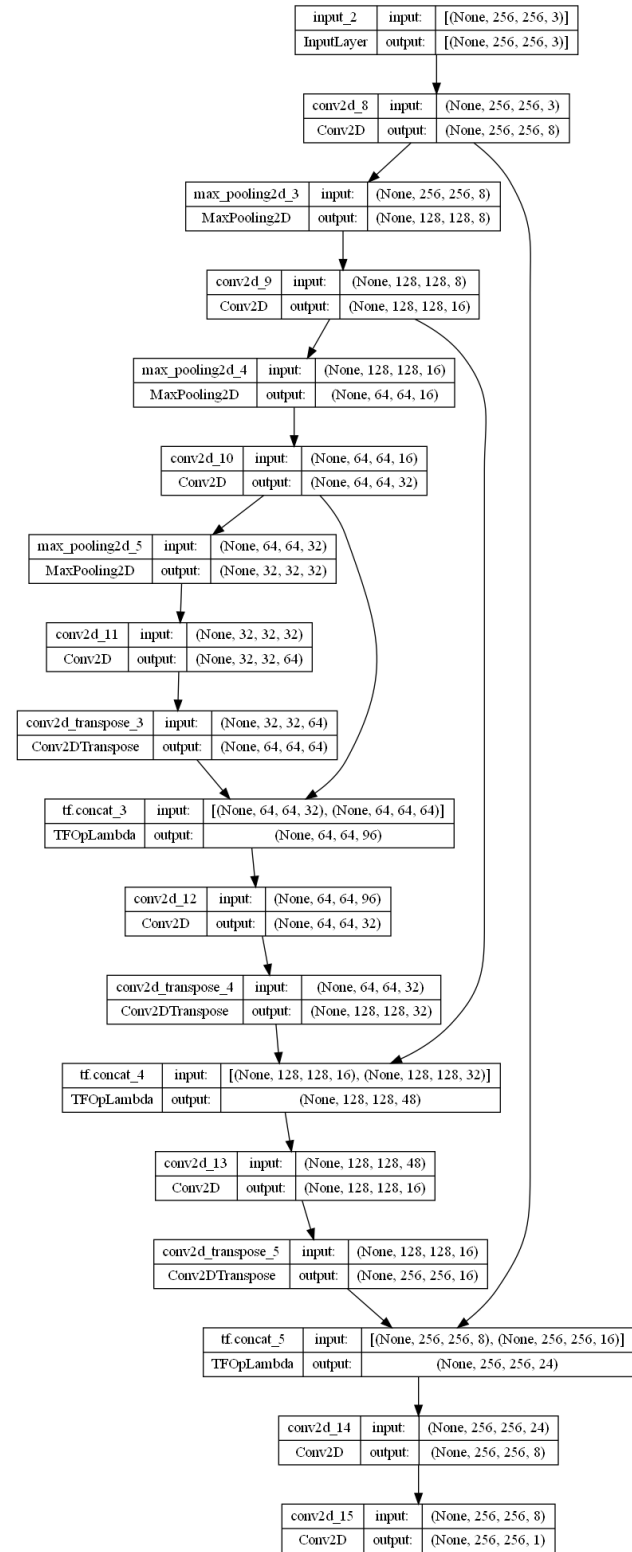 input_2 input: [(None, 256, 256, 3)]
InputLayer output: [(None, 256, 256, 3)]
conv2d_8 input: (None, 256, 256, 3)
Conv2D output: (None, 256, 256, 8)
max_pooling2d_3 input: (None, 256, 256, 8)
MaxPooling2D output: (None, 128, 128, 8)
conv2d_9 input: (None, 128, 128, 8)
Conv2D output: (None, 128, 128, 16)
max_pooling2d_4 input: (None, 128, 128, 16)
MaxPooling2D output: (None, 64, 64, 16)
conv2d_10 input: (None, 64, 64, 16)
Conv2D output: (None, 64, 64, 32)
max_pooling2d_5 input: (None, 64, 64, 32)
MaxPooling2D output: (None, 32, 32, 32)
conv2d_11 input: (None, 32, 32, 32)
Conv2D output: (None, 32, 32, 64)
conv2d_transpose_3 input: (None, 32, 32, 64)
Conv2DTranspose output: (None, 64, 64, 64)
tf.concat_3 input: [(None, 64, 64, 32), (None, 64, 64, 64)]
TFOpLambda output: (None, 64, 64, 96)
conv2d_12 input: (None, 64, 64, 96)
Conv2D output: (None, 64, 64, 32)
conv2d_transpose_4 input: (None, 64, 64, 32)
Conv2DTranspose output: (None, 128, 128, 32)
tf.concat_4 input: [(None, 128, 128, 16), (None, 128, 128, 32)]
TFOpLambda output: (None, 128, 128, 48)
conv2d_13 input: (None, 128, 128, 48)
Conv2D output: (None, 128, 128, 16)
conv2d_transpose_5 input: (None, 128, 128, 16)
Conv2DTranspose output: (None, 256, 256, 16)
tf.concat_5 input: [(None, 256, 256, 8), (None, 256, 256, 16)]
TFOpLambda output: (None, 256, 256, 24)
conv2d_14 input: (None, 256, 256, 24)
Conv2D output: (None, 256, 256, 8)
conv2d_15 input: (None, 256, 256, 8)
Conv2D output: (None, 256, 256, 1)